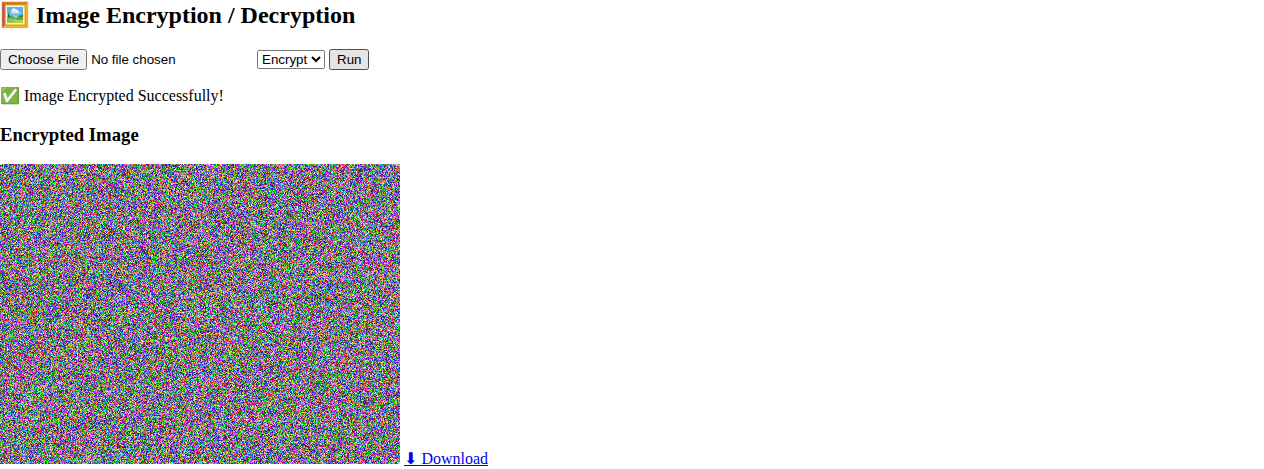 🖼️ Image Encryption / Decryption
Choose File No file chosen Encrypt Run
✅ Image Encrypted Successfully!
Encrypted Image
⬇ Download